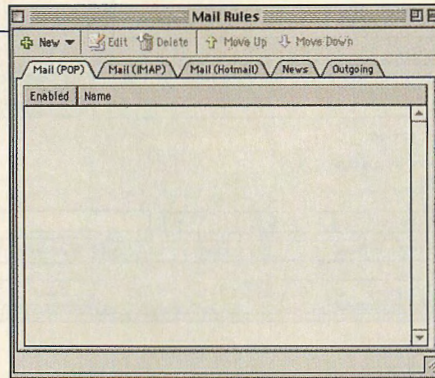 Mail Rules
New Edit Delete Move Up Move Down
Mail (POP) Mail (IMAP) Mail (Hotmail) News Outgoing
Enabled Name